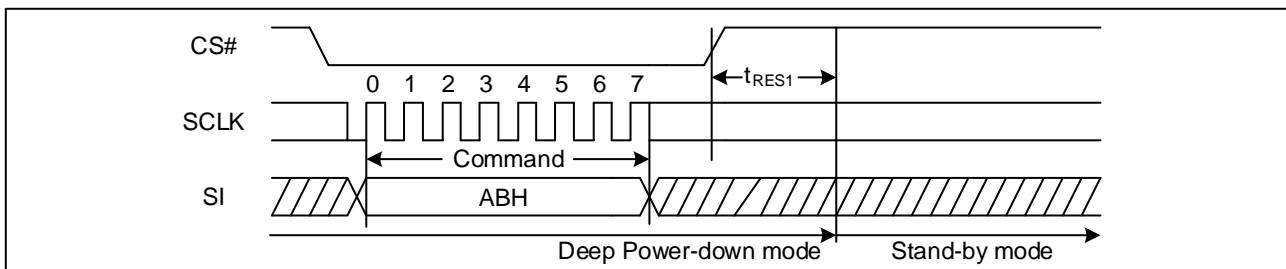 CS#
tRES1
0 1 2 3 4 5 6 7
SCLK
Command
SI
ABH
Deep Power-down mode Stand-by mode